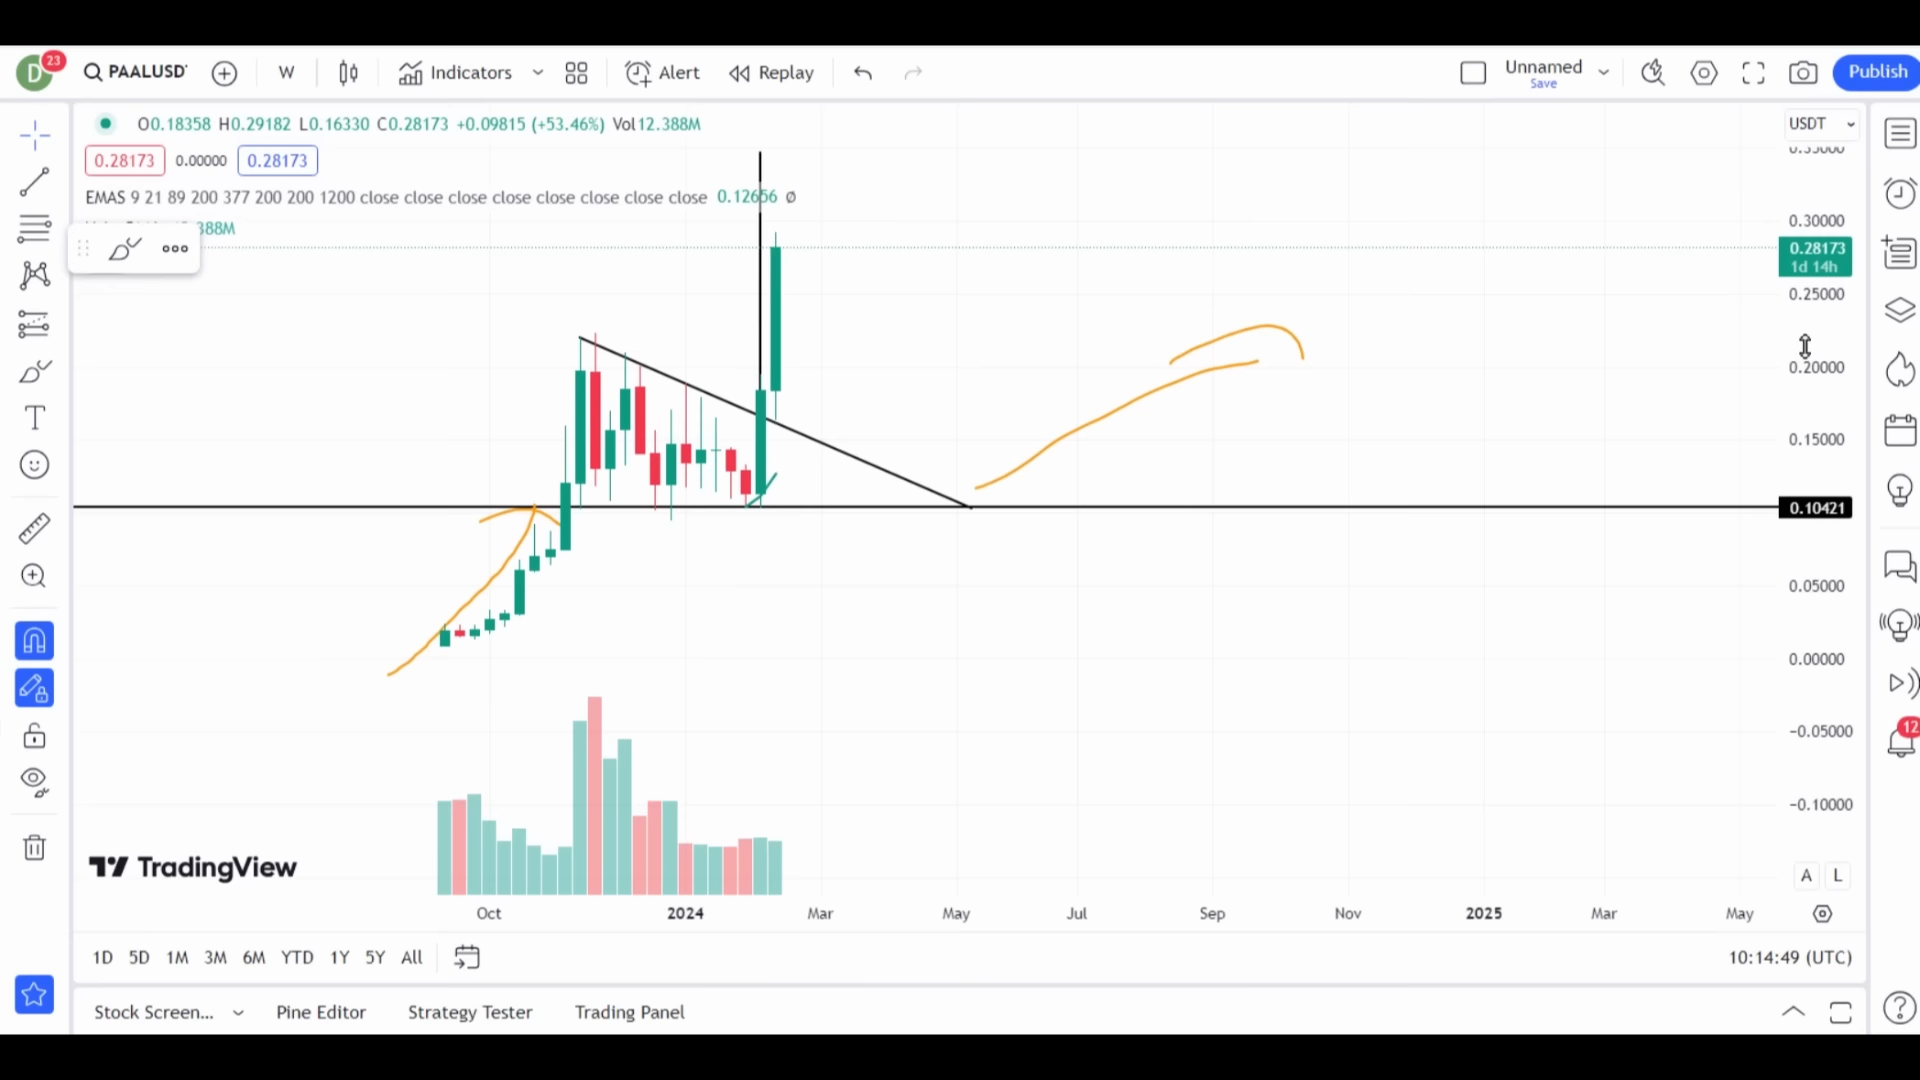 D 23 PAALUSD W Indicators Alert Replay Unnamed Publish
Save
O0.18358 H0.29182 L0.16330 C0.28173 +0.09815 (+53.46%) Vol12.388M
USDT
0.28173 0.00000 0.28173
EMAS 9 21 89 200 377 200 200 1200 close close close close close close close close 0.12656 Ø
388M
0.30000
0.28173
1d 14h
0.25000
0.20000
0.15000
0.10421
0.05000
0.00000
−0.05000
−0.10000
TradingView
A L
Oct 2024 Mar May Jul Sep Nov 2025 Mar May
1D 5D 1M 3M 6M YTD 1Y 5Y All 10:14:49 (UTC)
Stock Screen... Pine Editor Strategy Tester Trading Panel
12